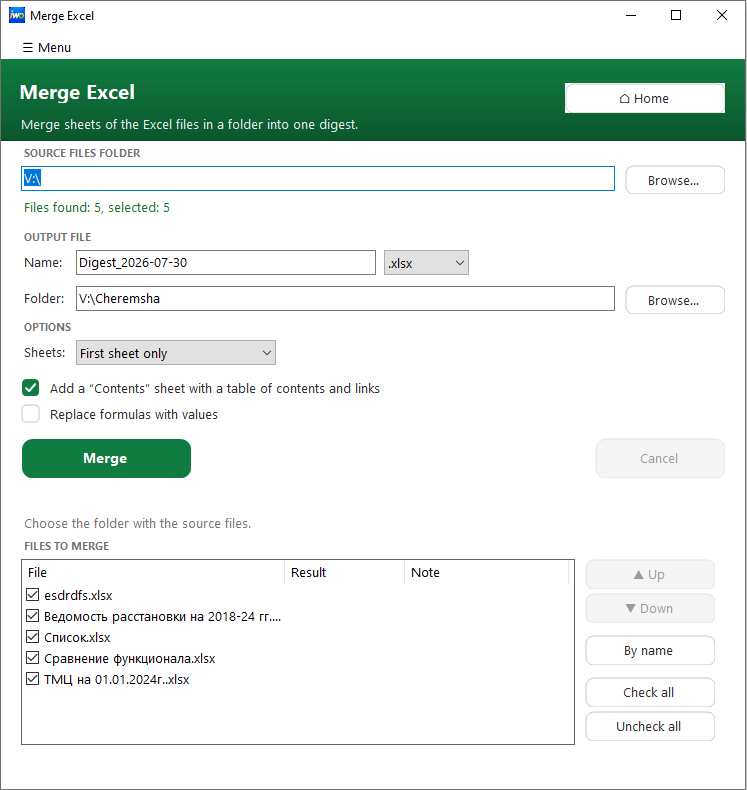 iwo Merge Excel
☰ Menu
Merge Excel
⌂ Home
Merge sheets of the Excel files in a folder into one digest.
SOURCE FILES FOLDER
V:\
Browse...
Files found: 5, selected: 5
OUTPUT FILE
Name: Digest_2026-07-30 .xlsx
Folder: V:\Cheremsha Browse...
OPTIONS
Sheets: First sheet only
Add a “Contents” sheet with a table of contents and links
Replace formulas with values
Merge Cancel
Choose the folder with the source files.
FILES TO MERGE
File Result Note
esdrdfs.xlsx
Ведомость расстановки на 2018-24 гг....
Список.xlsx
Сравнение функционала.xlsx
ТМЦ на 01.01.2024г..xlsx
▲ Up
▼ Down
By name
Check all
Uncheck all